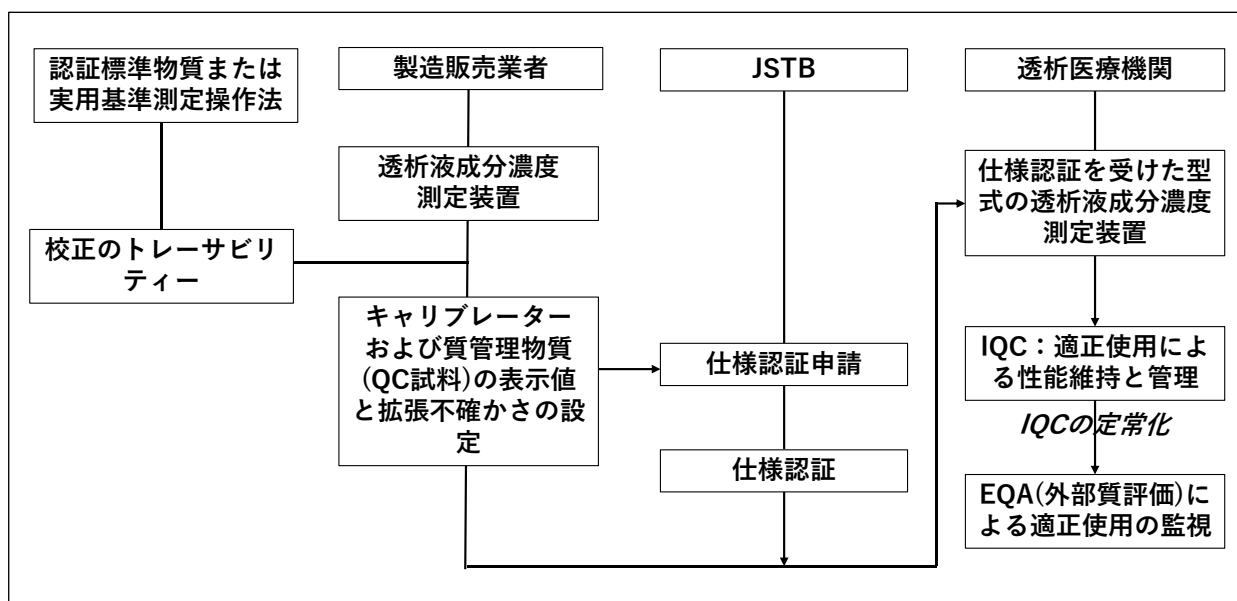 認証標準物質または
実用基準測定操作法
校正のトレーサビリ
ティー
製造販売業者
透析液成分濃度
測定装置
キャリブレーター
および質管理物質
(QC試料)の表示値
と拡張不確かさの設
定
JSTB
仕様認証申請
仕様認証
透析医療機関
仕様認証を受けた型
式の透析液成分濃度
測定装置
IQC：適正使用によ
る性能維持と管理
IQCの定常化
EQA(外部質評価)に
よる適正使用の監視